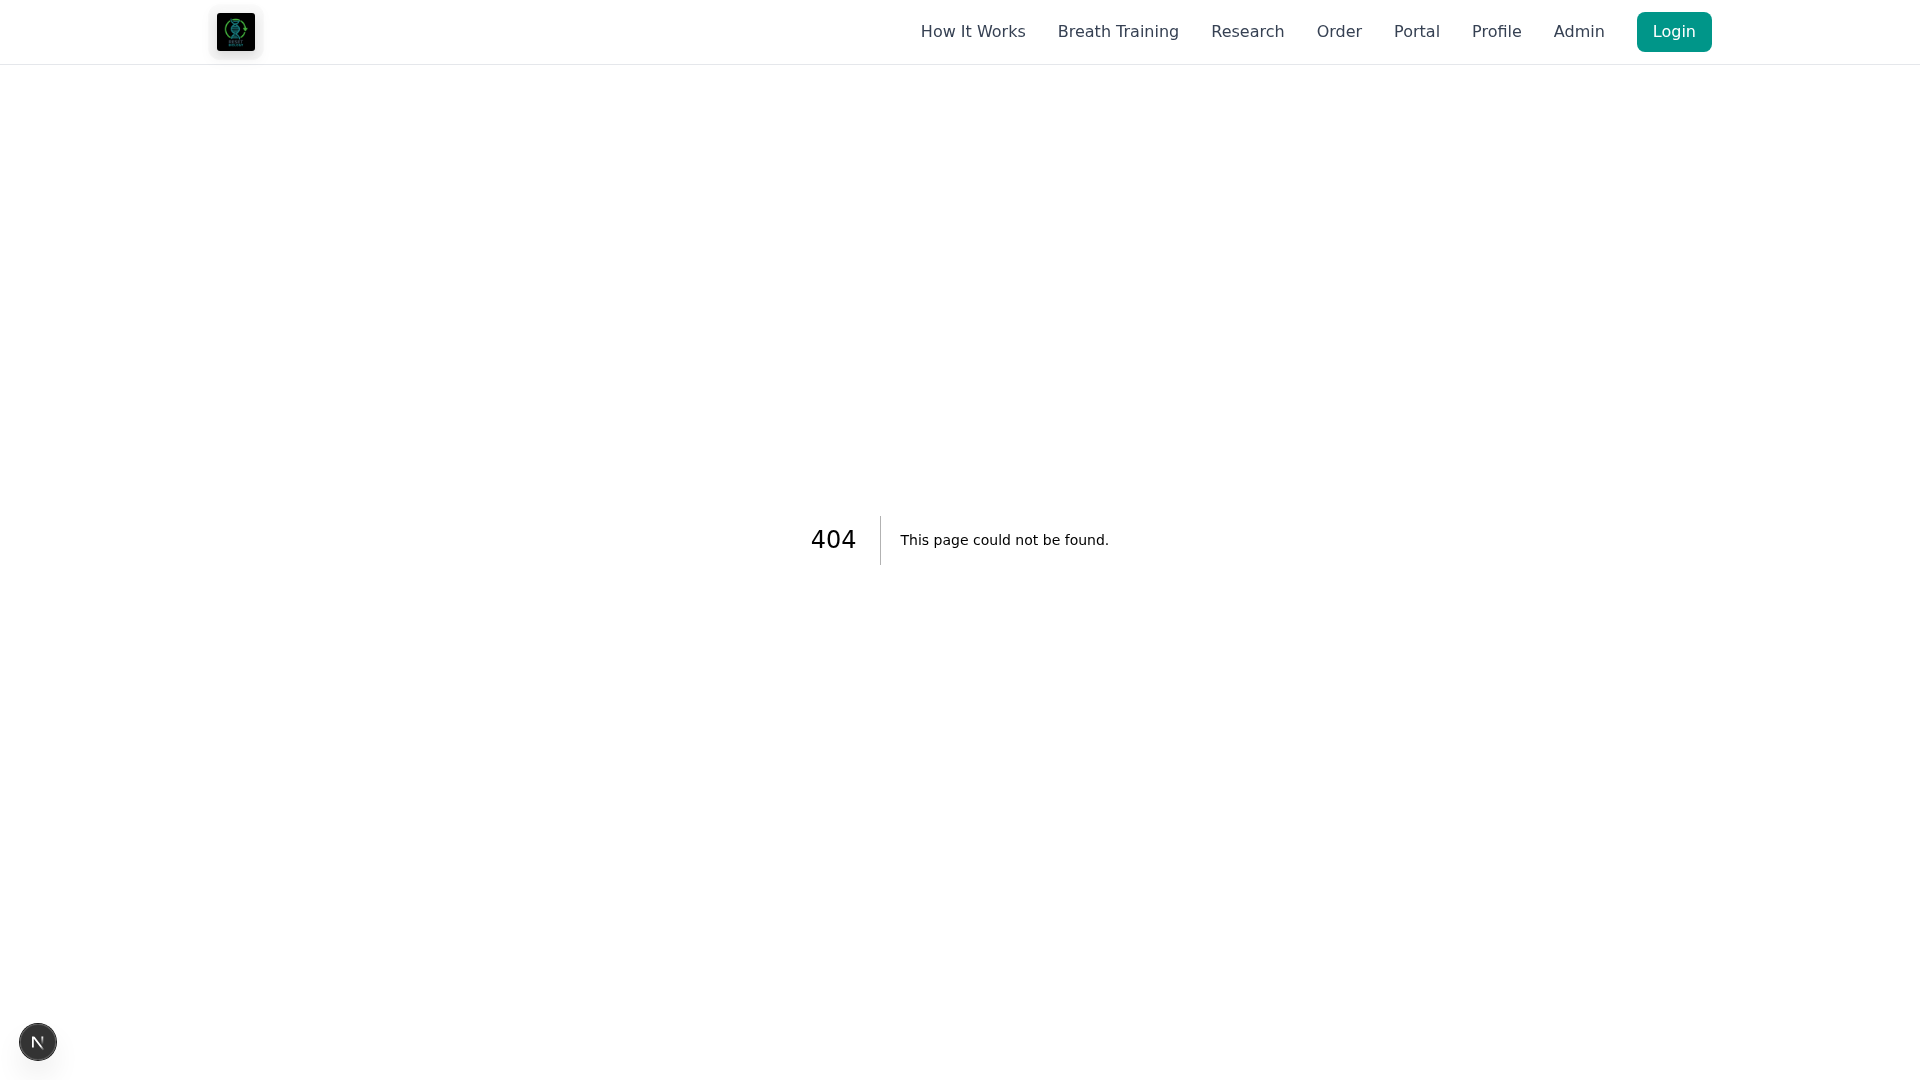 How It Works
Breath Training
Research
Order
Portal
Profile
Admin
Login
404
This page could not be found.
N